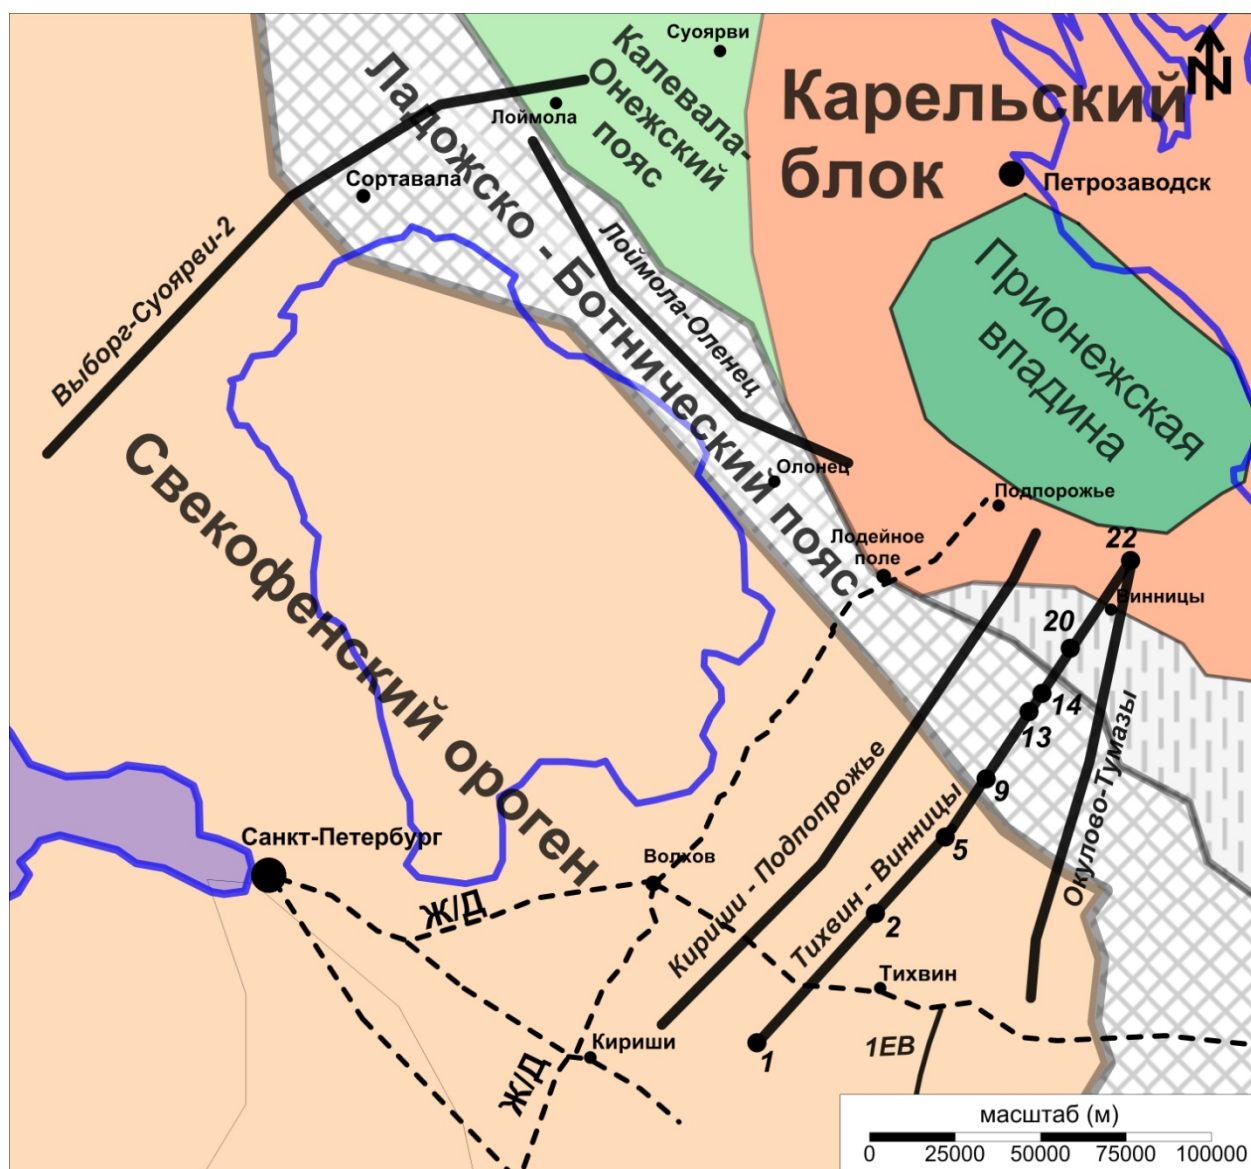 Суоярви
N
Калевала-
Онежский
пояс
Карельский
блок
Ладожско - Ботнический пояс
Лоймола
Сортавала
Петрозаводск
Выборг-Суоярви-2
Лоймола-Оленец
Прионежская
впадина
Свекофенский ороген
Олонец
Подпорожье
Лодейное
поле
22
Винницы
20
14
13
9
5
2
1
Кириши - Подпопрожье
Тихвин - Винницы
Окулово-Тумазы
Санкт-Петербург
Волхов
Ж/Д
Тихвин
Кириши
Ж/Д
1ЕВ
масштаб (м)
0 25000 50000 75000 100000